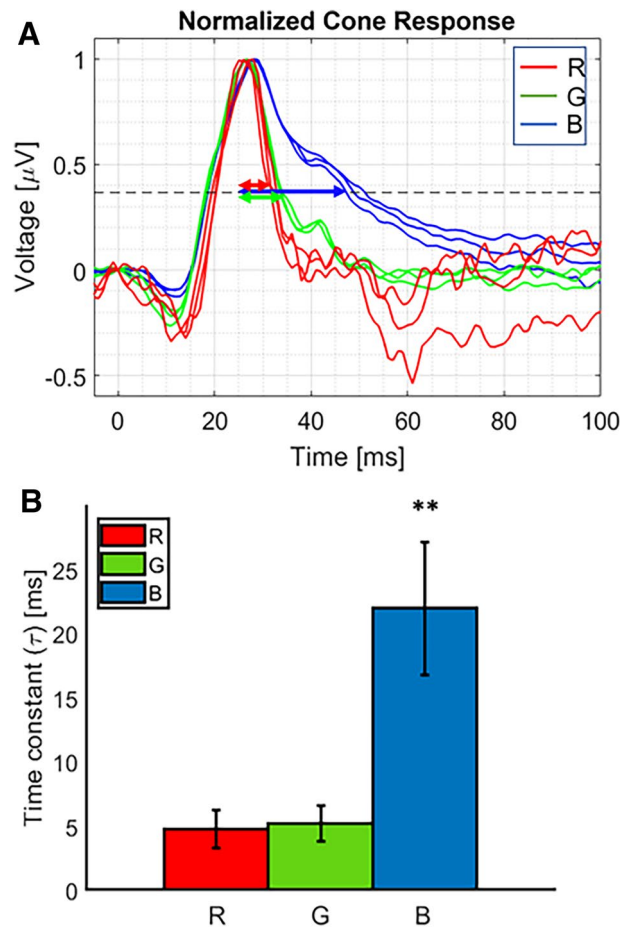 A
Normalized Cone Response
Voltage [μV]
1
0.5
0
-0.5
R
G
B
0
20
40
60
80
100
Time [ms]
B
**
Time constant (τ) [ms]
R
G
B
25
20
15
10
5
0
R
G
B